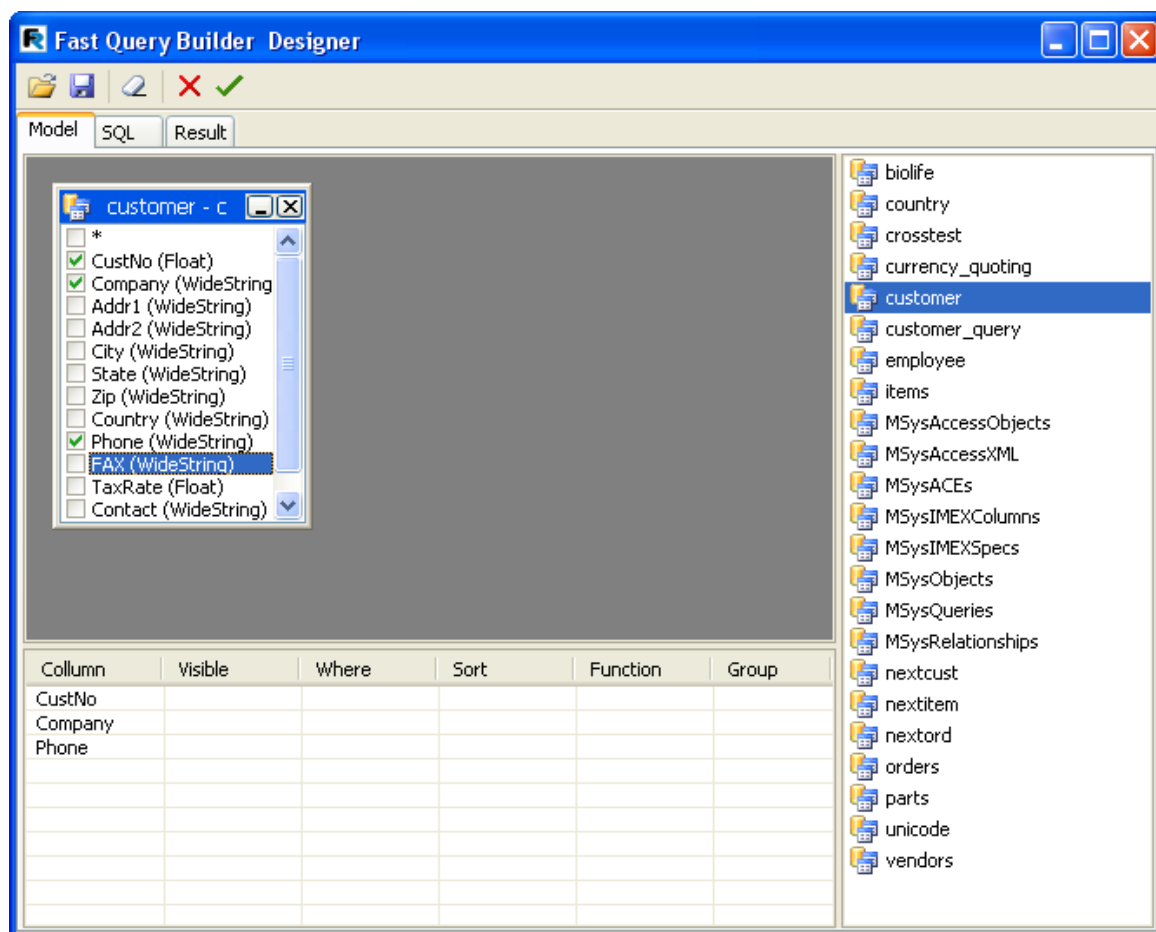 Fast Query Builder Designer
Model SQL Result
customer - c
*
CustNo (Float)
Company (WideString
Addr1 (WideString)
Addr2 (WideString)
City (WideString)
State (WideString)
Zip (WideString)
Country (WideString)
Phone (WideString)
FAX (WideString)
TaxRate (Float)
Contact (WideString)
biolife
country
crosstest
currency_quoting
customer
customer_query
employee
items
MSysAccessObjects
MSysAccessXML
MSysACEs
MSysIMEXColumns
MSysIMEXSpecs
MSysObjects
MSysQueries
MSysRelationships
nextcust
nextitem
nextord
orders
parts
unicode
vendors
Collumn Visible Where Sort Function Group
CustNo
Company
Phone